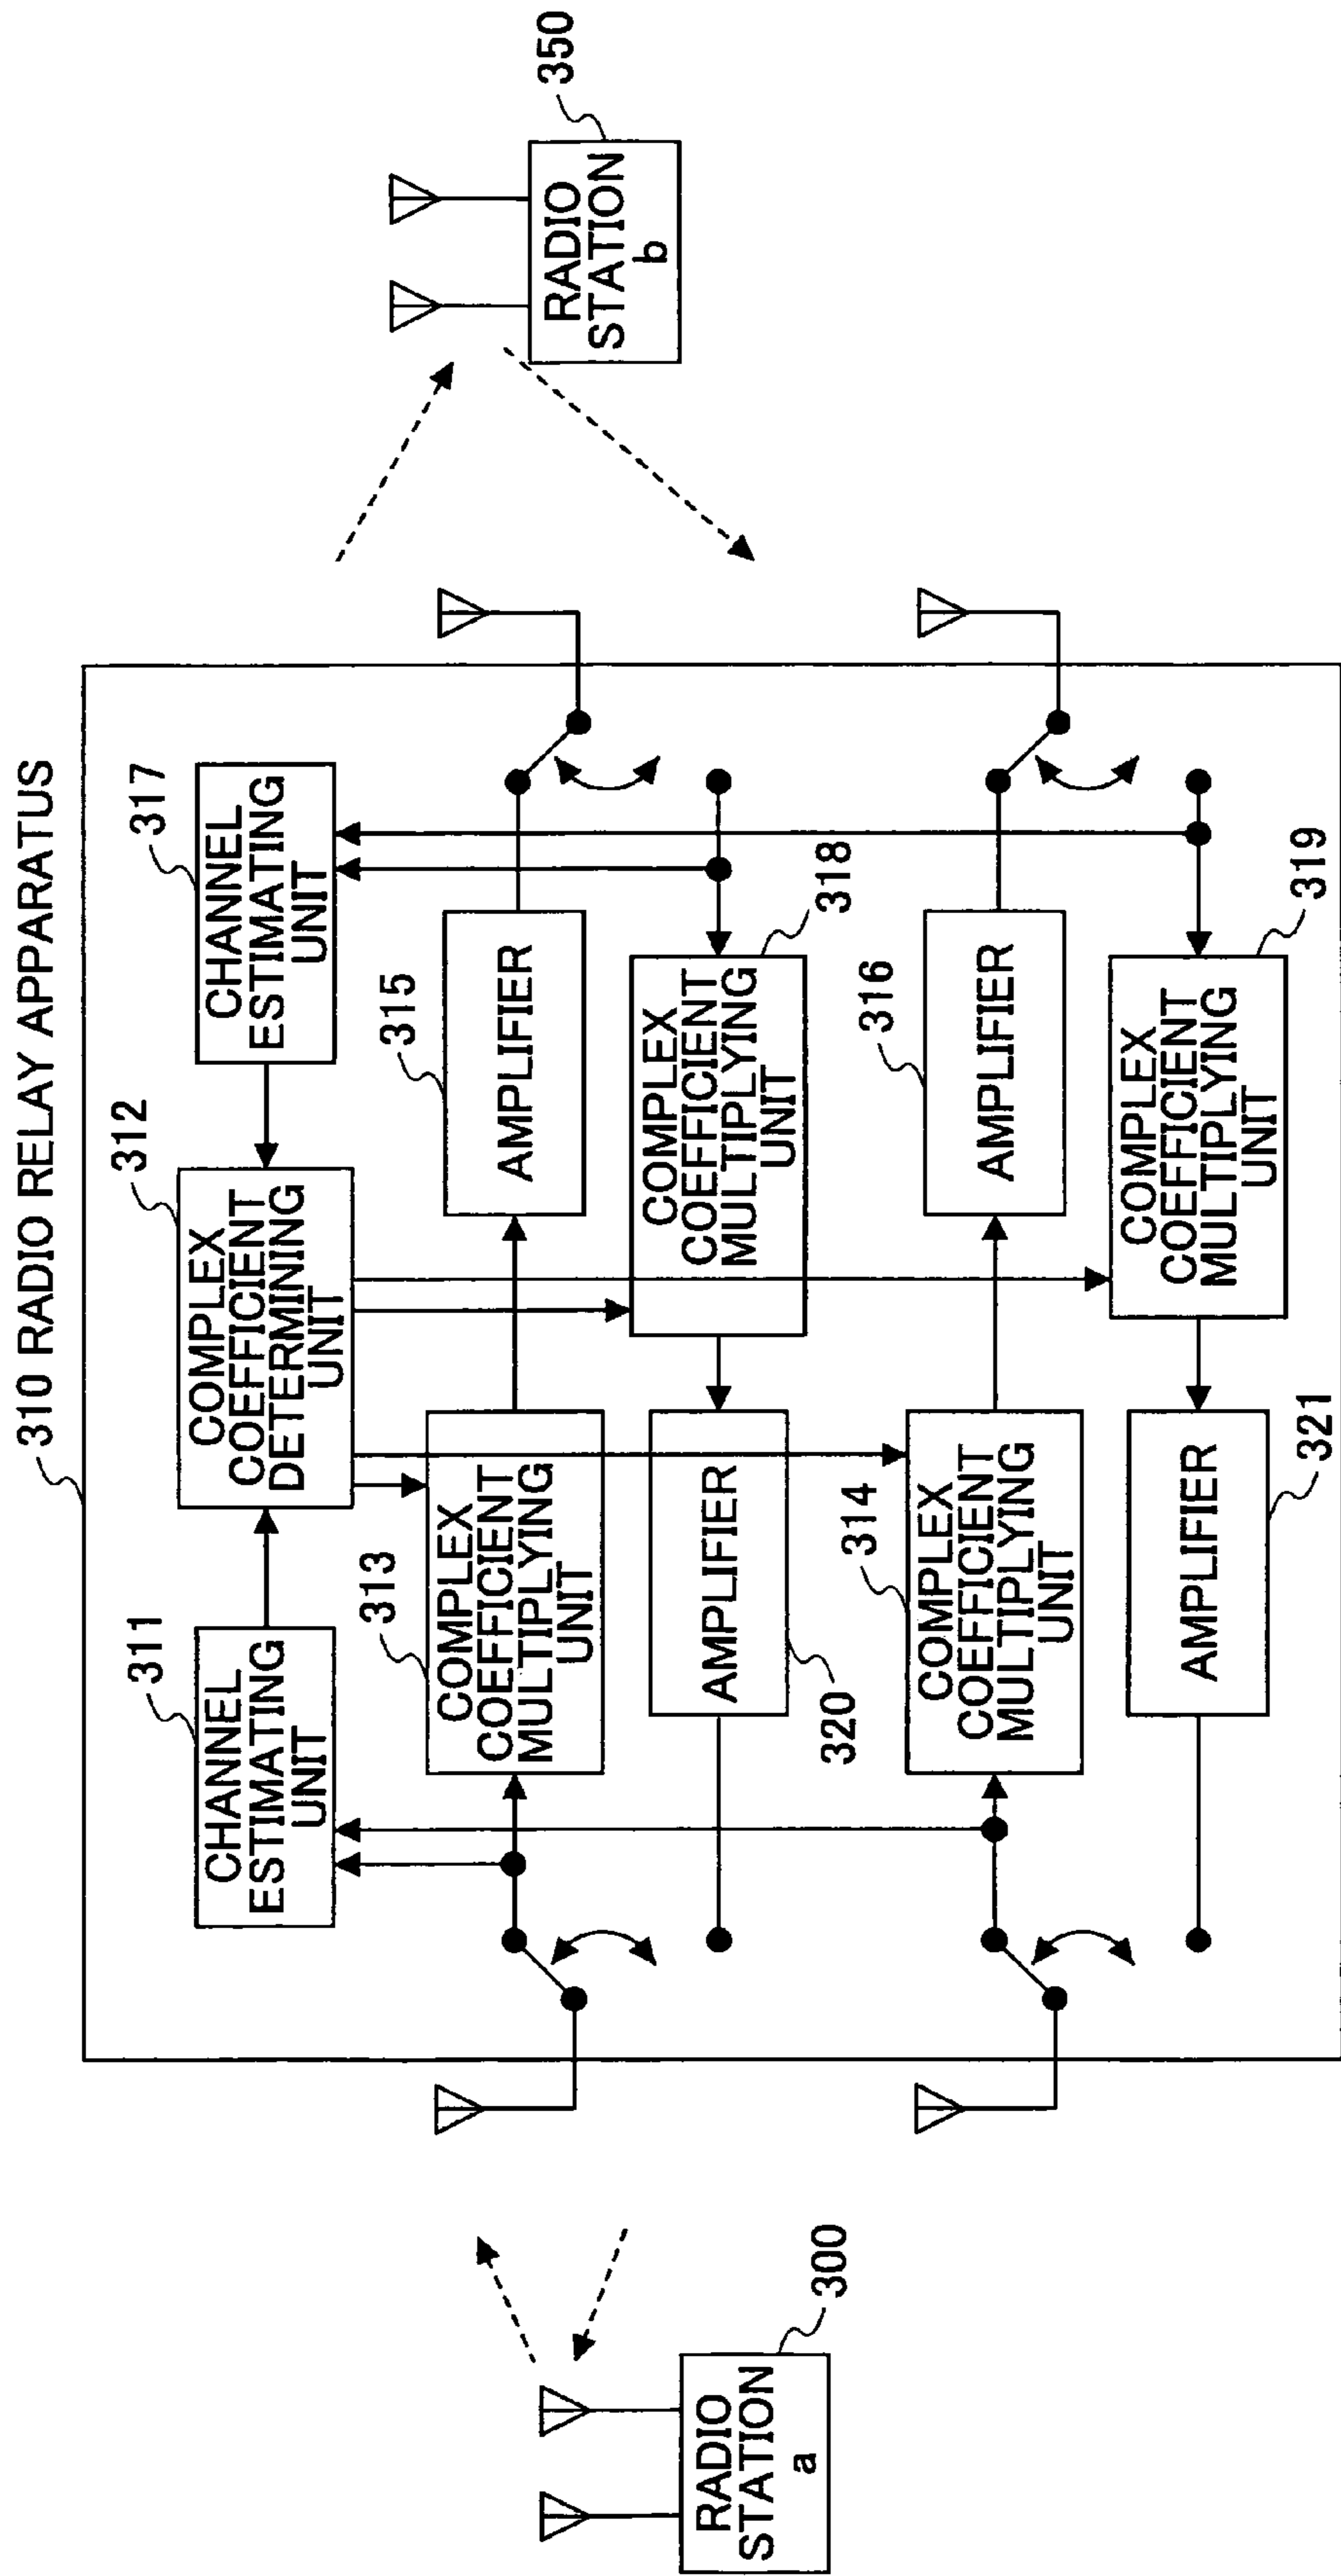 310 RADIO RELAY APPARATUS
311
CHANNEL
ESTIMATING
UNIT
312
COMPLEX
COEFFICIENT
DETERMINING
UNIT
317
CHANNEL
ESTIMATING
UNIT
313
COMPLEX
COEFFICIENT
MULTIPLYING
UNIT
315
AMPLIFIER
320
AMPLIFIER
318
COMPLEX
COEFFICIENT
MULTIPLYING
UNIT
314
COMPLEX
COEFFICIENT
MULTIPLYING
UNIT
316
AMPLIFIER
321
AMPLIFIER
319
COMPLEX
COEFFICIENT
MULTIPLYING
UNIT
300
RADIO
STATION
a
350
RADIO
STATION
b